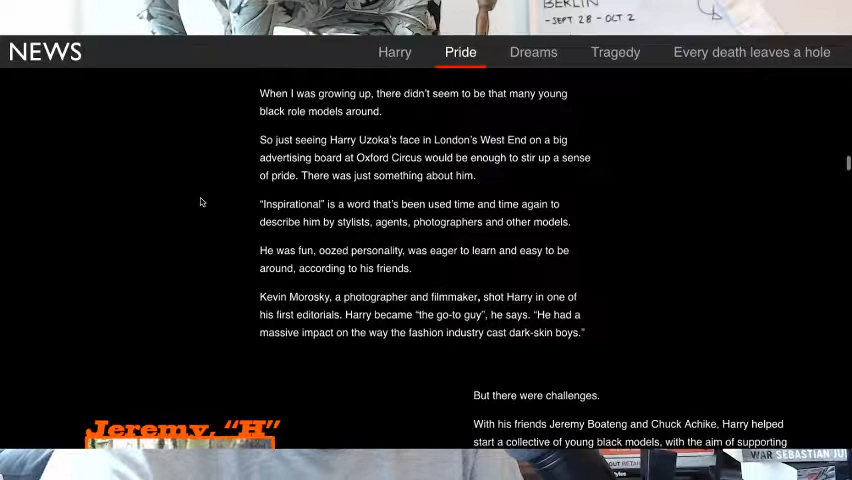 BERLIN
-SEPT 28 - OCT 2
NEWS
Harry
Pride
Dreams
Tragedy
Every death leaves a hole
When I was growing up, there didn’t seem to be that many young
black role models around.
So just seeing Harry Uzoka’s face in London’s West End on a big
advertising board at Oxford Circus would be enough to stir up a sense
of pride. There was just something about him.
“Inspirational” is a word that’s been used time and time again to
describe him by stylists, agents, photographers and other models.
He was fun, oozed personality, was eager to learn and easy to be
around, according to his friends.
Kevin Morosky, a photographer and filmmaker, shot Harry in one of
his first editorials. Harry became “the go-to guy”, he says. “He had a
massive impact on the way the fashion industry cast dark-skin boys.”
But there were challenges.
Jeremy, “H”
With his friends Jeremy Boateng and Chuck Achike, Harry helped
start a collective of young black models, with the aim of supporting
WAR SEBASTIAN JU